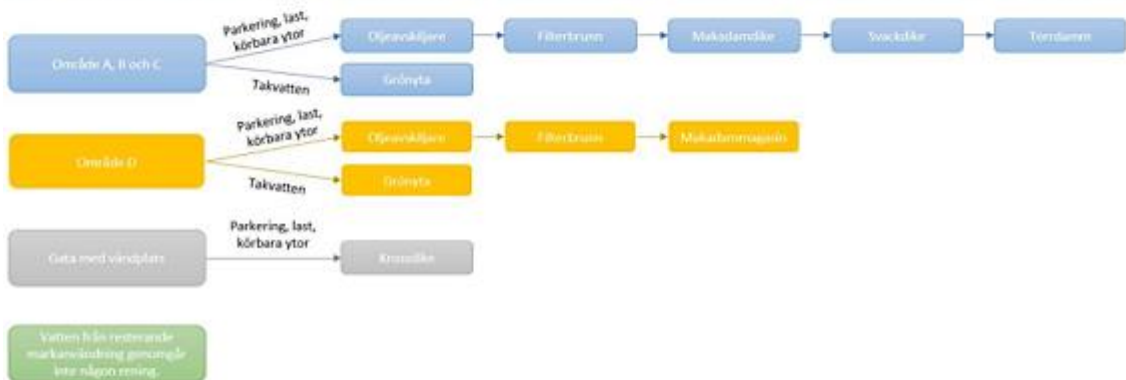 Parkering, last,
körbara ytor
Område A, B och C
Takvatten
Oljeavskiljare
Filterbrunn
Makadamdike
Svackdike
Torrdamm
Grönyta
Parkering, last,
körbara ytor
Område D
Takvatten
Oljeavskiljare
Filterbrunn
Makadammagasin
Grönyta
Parkering, last,
körbara ytor
Gata med vändplats
Krossdike
Vatten från resterande
markanvändning genomgår
inte någon rening.